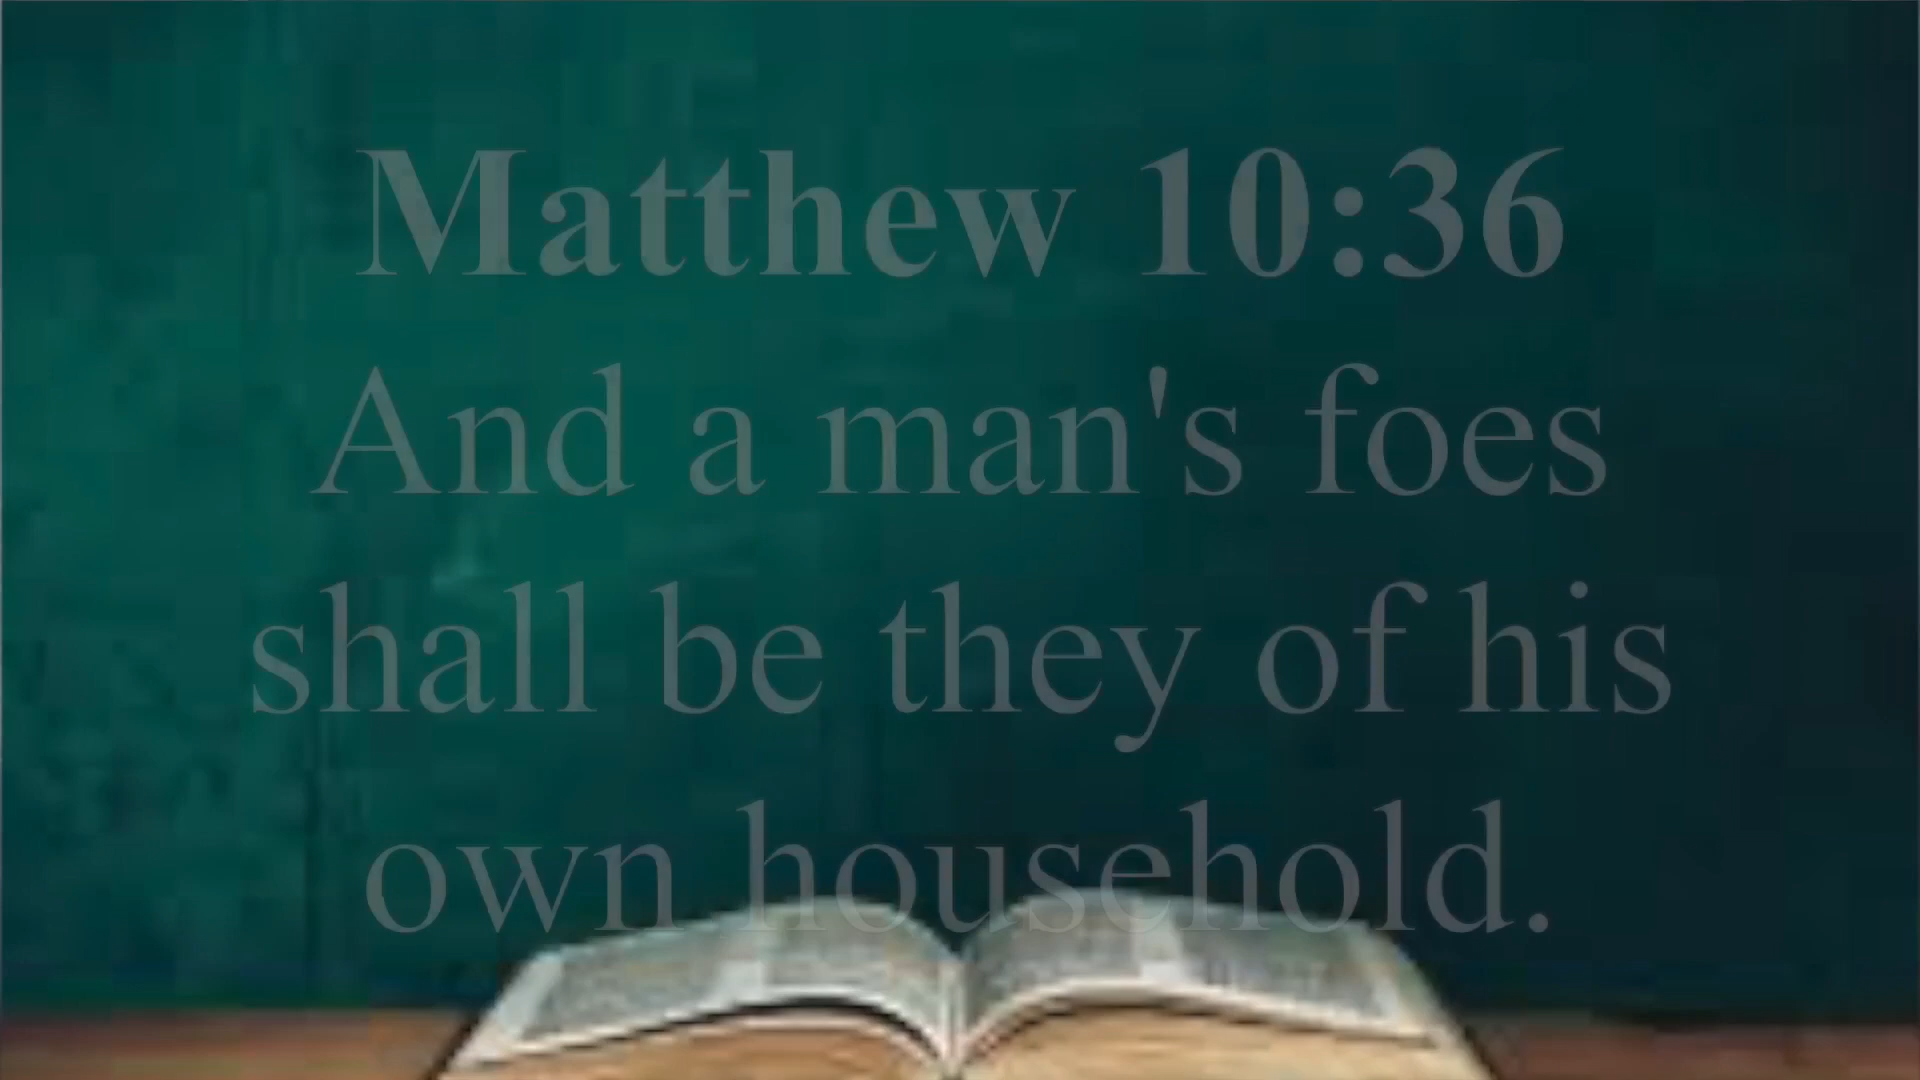 Matthew 10:36
And a man's foes
shall be they of his
own household.